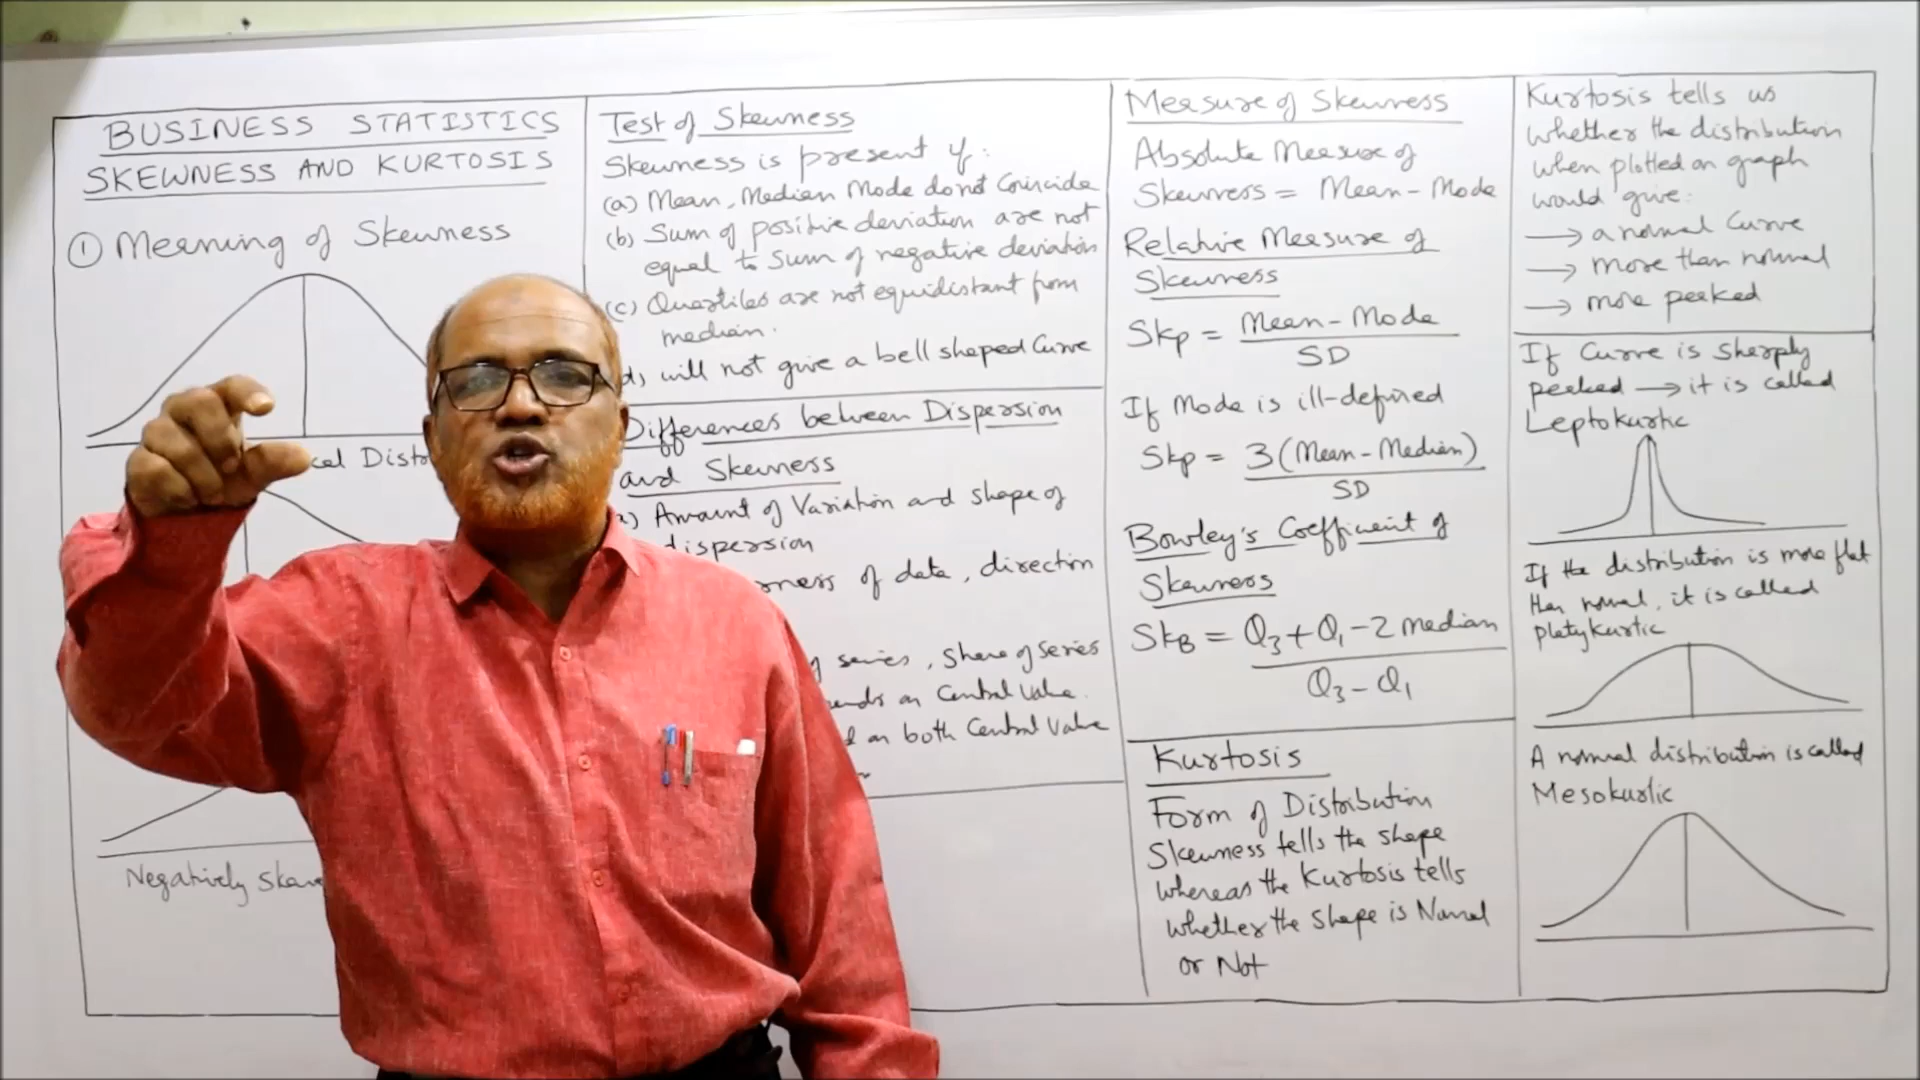 BUSINESS STATISTICS
SKEWNESS AND KURTOSIS
① Meaning of Skewness
Negatively
Test of Skewness
Skewness is present if:
(a) Mean, Median Mode do not Coincide
(b) Sum of positive deviation are not
equal to Sum of negative deviation
(c) Quartiles are not equidistant from
median.
will not give a bell shaped Curve
Differences between Dispersion
and Skewness
Amount of Variation and shape of
dispersion
of data, direction
series, Share of series
on Central Value.
on both Central Value
Measure of Skewness
Absolute Measure of
Skewness = Mean - Mode
Relative Measure of
Skewness
Skp = Mean - Mode
SD
If Mode is ill-defined
Skp = 3 (Mean - Median)
SD
Bowley's Coefficient of
Skewness
SkB = Q3 + Q1 - 2 median
Q3 - Q1
Kurtosis
Form of Distribution
Skewness tells the shape
whereas the Kurtosis tells
whether the shape is Normal
or Not
Kurtosis tells us
whether the distribution
when plotted on graph
would give:
→ a normal Curve
→ more than normal
→ more peaked
If Curve is Sharply
peaked → it is called
Leptokurtic
If the distribution is more flat
than normal, it is called
platykurtic
A normal distribution is called
Mesokurtic